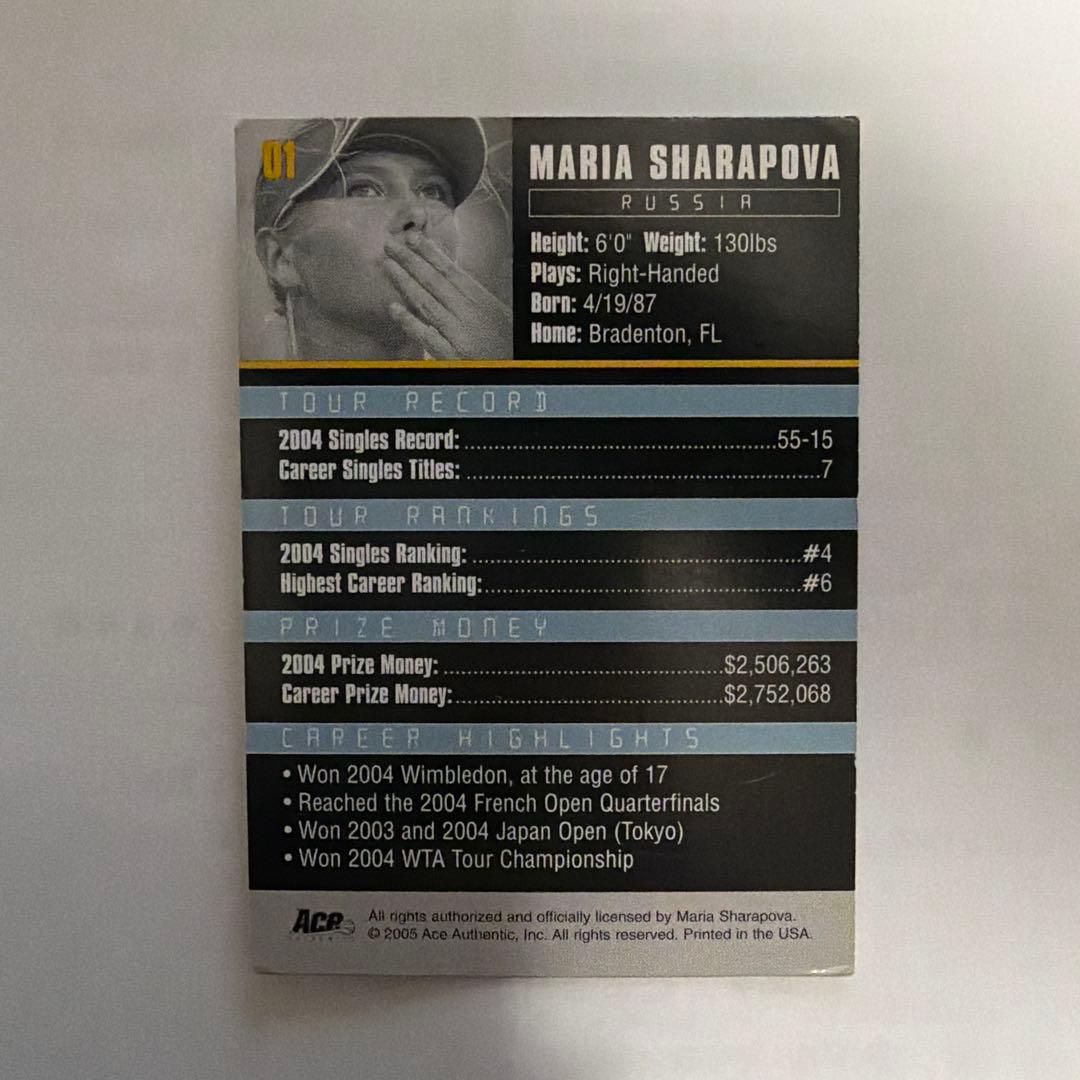 01
MARIA SHARAPOVA
RUSSIA
Height: 6'0" Weight: 130lbs
Plays: Right-Handed
Born: 4/19/87
Home: Bradenton, FL
TOUR RECORD
2004 Singles Record:..........55-15
Career Singles Titles:..........7
TOUR RANKINGS
2004 Singles Ranking:..........#4
Highest Career Ranking:..........#6
PRIZE MONEY
2004 Prize Money:..........$2,506,263
Career Prize Money:..........$2,752,068
CAREER HIGHLIGHTS
• Won 2004 Wimbledon, at the age of 17
• Reached the 2004 French Open Quarterfinals
• Won 2003 and 2004 Japan Open (Tokyo)
• Won 2004 WTA Tour Championship
Ace
All rights authorized and officially licensed by Maria Sharapova.
© 2005 Ace Authentic, Inc. All rights reserved. Printed in the USA.